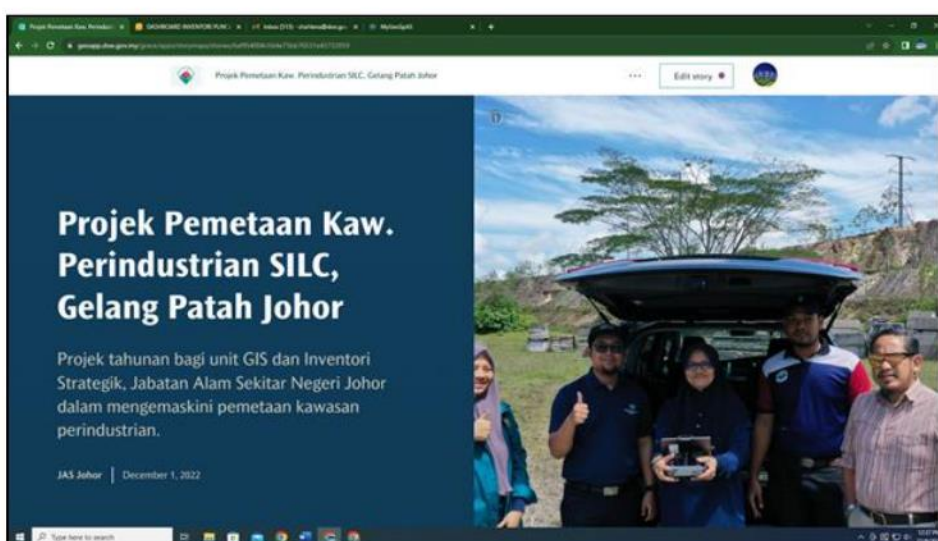 Projek Pemetaan Kaw. Perindustrian SILC, Gelang Patah Johor
Edit story
Projek Pemetaan Kaw.
Perindustrian SILC,
Gelang Patah Johor
Projek tahunan bagi unit GIS dan Inventori
Strategik, Jabatan Alam Sekitar Negeri Johor
dalam mengemaskini pemetaan kawasan
perindustrian.
JAS Johor | December 1, 2022
Type here to search